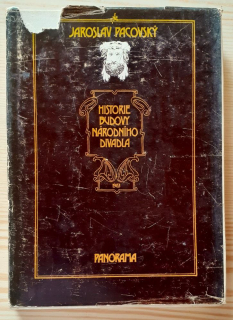 JAROSLAV PACOVSKÝ
HISTORIE
BUDOVY
NÁRODNÍHO
DIVADLA
PANORAMA